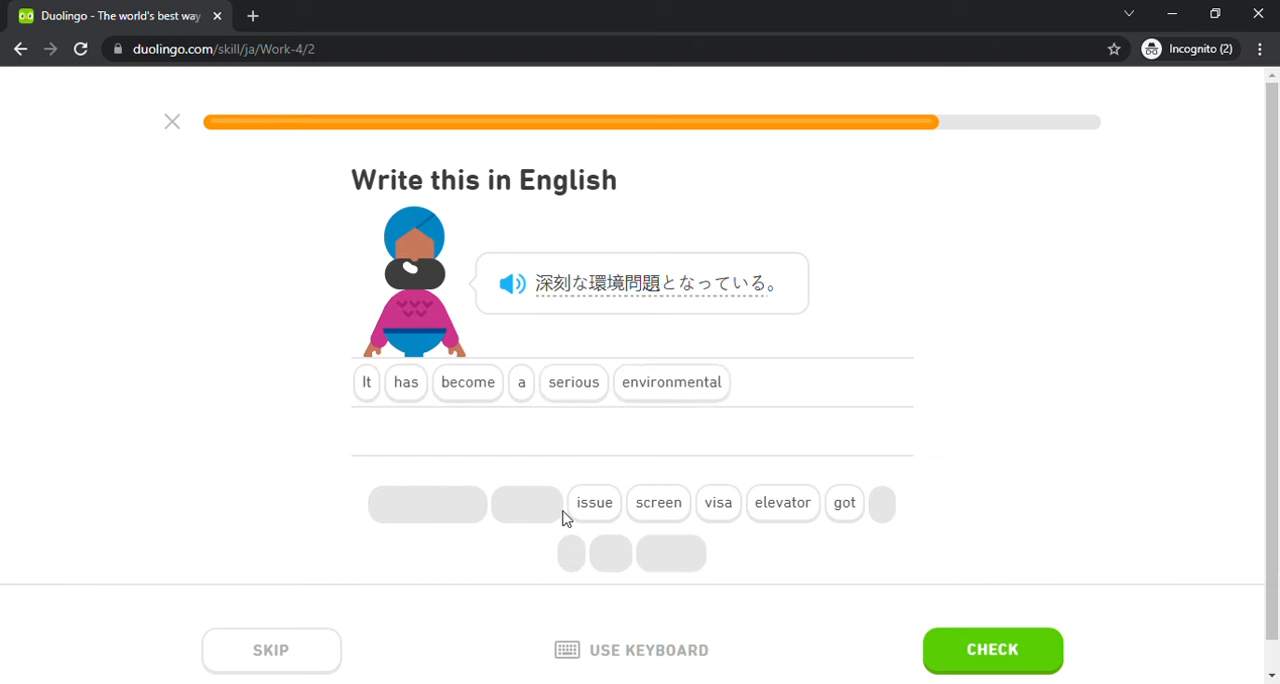 Duolingo - The world's best way
duolingo.com/skill/ja/Work-4/2
Incognito (2)
Write this in English
深刻な環境問題となっている。
It has become a serious environmental
issue screen visa elevator got
SKIP
USE KEYBOARD
CHECK